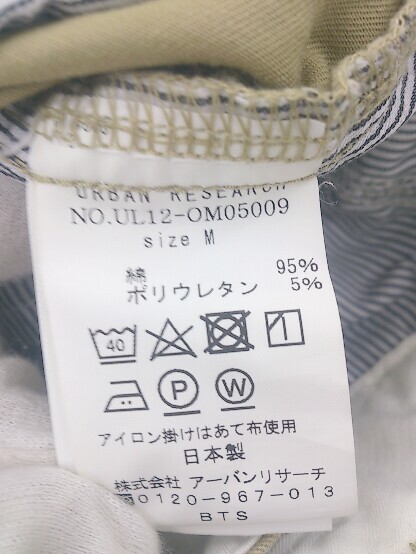 URBAN RESEARCH
NO.UL12-OM05009
size M
綿 95%
ポリウレタン 5%
40
P W
アイロン掛けはあて布使用
日本製
株式会社 アーバンリサーチ
0120-967-013
BTS